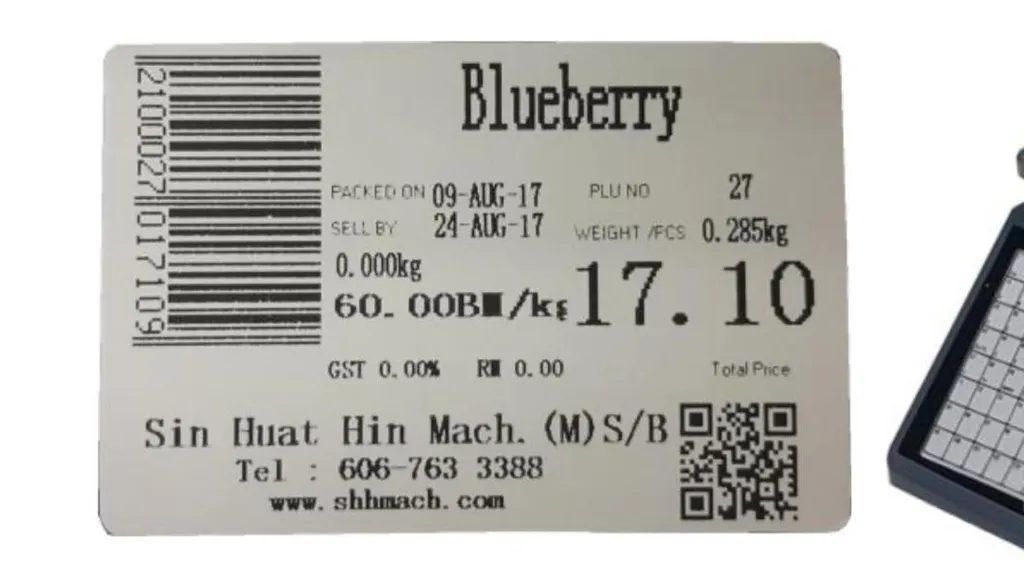 Blueberry
2100027017109
PACKED ON 09-AUG-17 PLU NO 27
SELL BY 24-AUG-17 WEIGHT /PCS 0.285kg
0.000kg
17.10
GST 0.00% RM 0.00
Total Price
Sin Huat Hin Mach.(M)S/B
Tel : 606-763 3388
www.shhmach.com